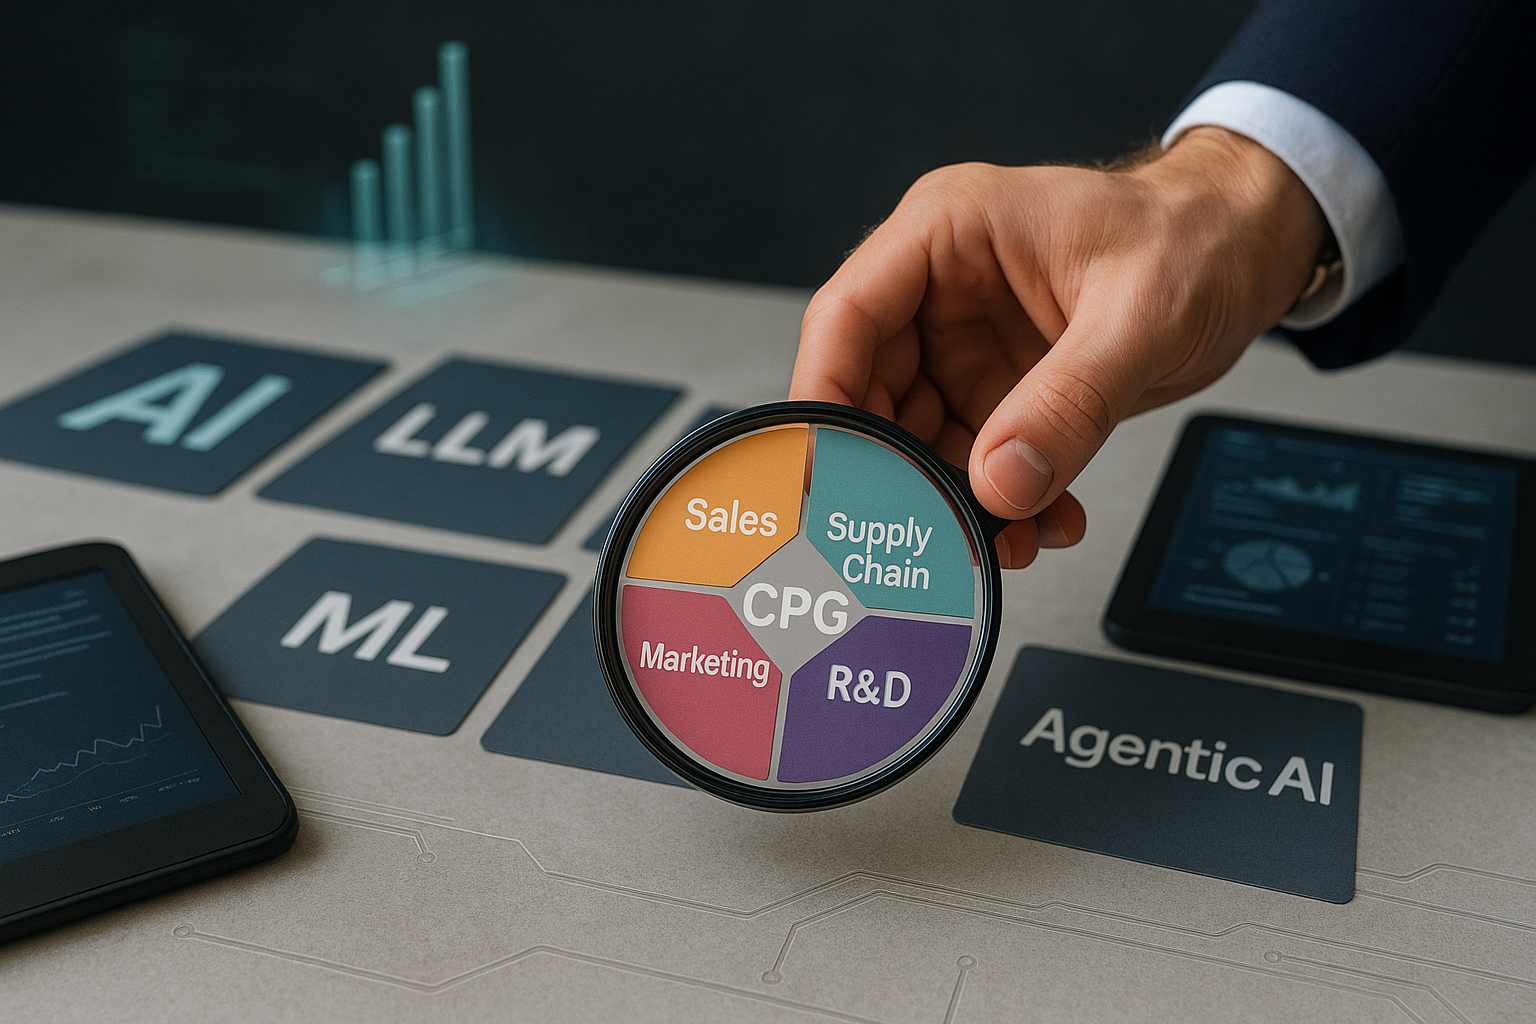 AI
LLM
ML
Sales
Supply
Chain
CPG
Marketing
R&D
Agentic AI